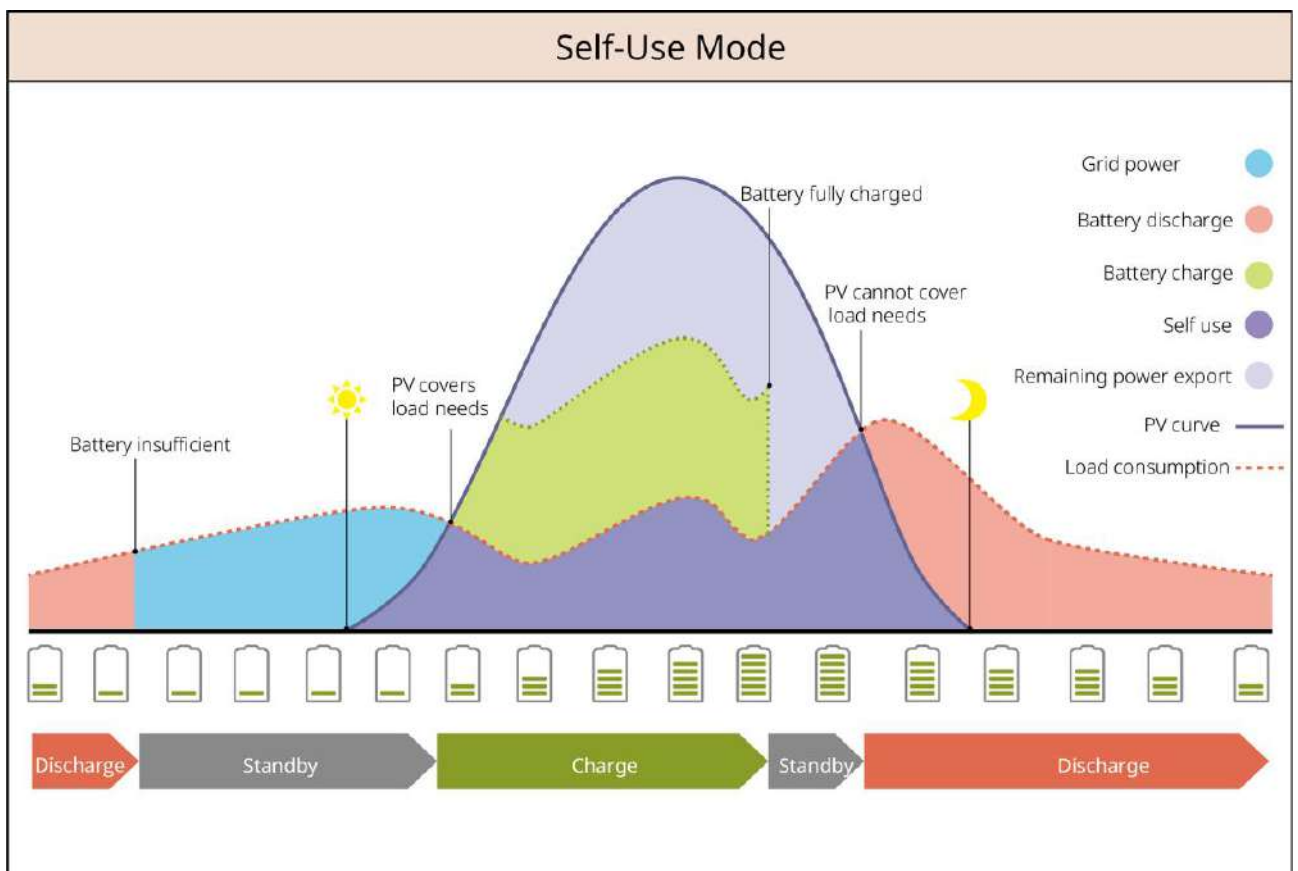 Self-Use Mode
Grid power
Battery discharge
Battery charge
Self use
Remaining power export
PV curve
Load consumption
Battery fully charged
PV cannot cover
load needs
PV covers
load needs
Battery insufficient
Discharge
Standby
Charge
Standby
Discharge